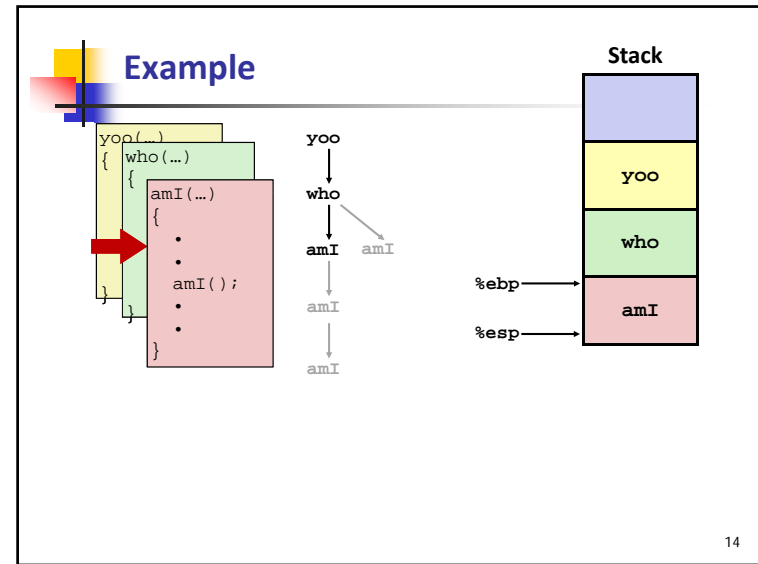 Example
Stack
yoo(…)
{
who(…)
{
amI(…)
{
•
•
amI();
•
•
}
}
}
yoo
who
amI amI
amI
amI
yoo
who
%ebp
amI
%esp
14